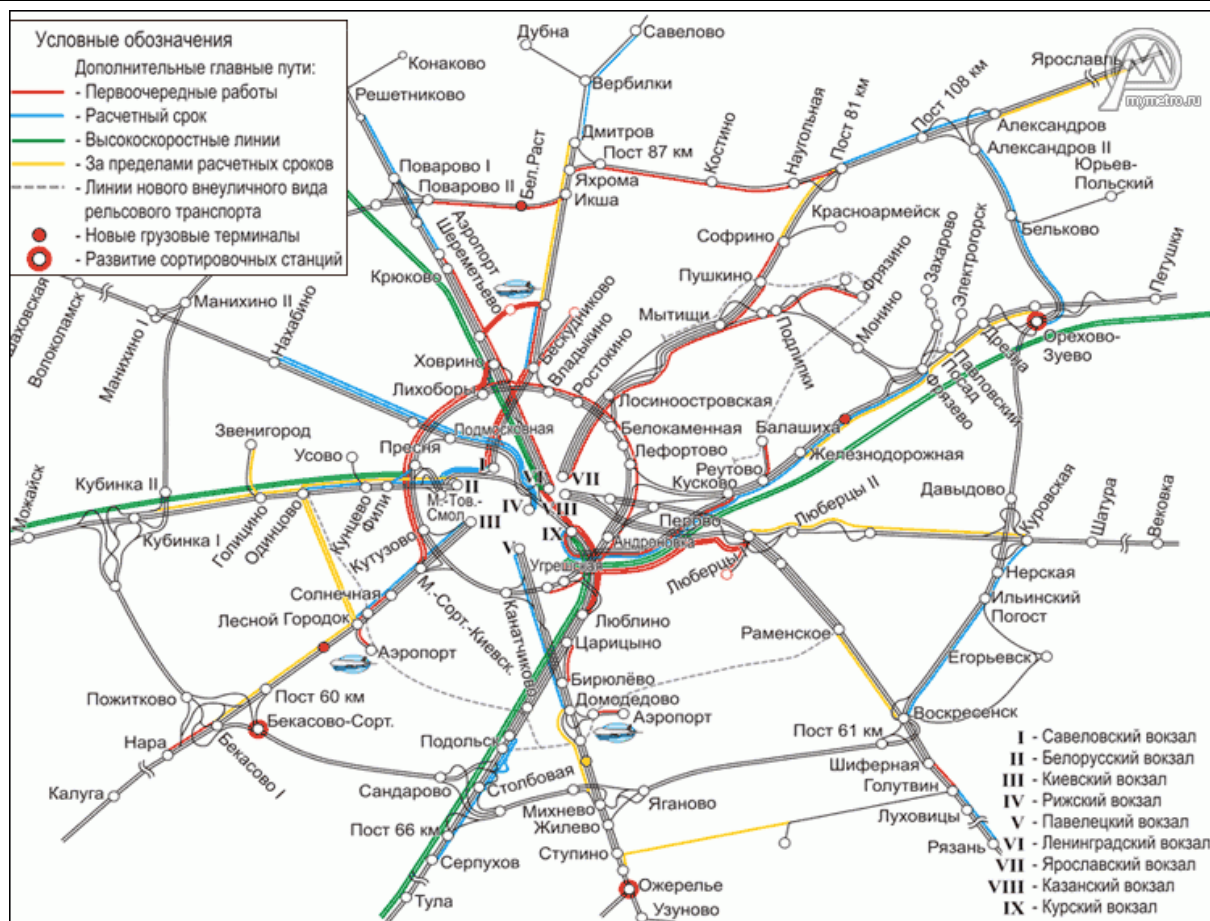 Условные обозначения
Дополнительные главные пути:
- Первоочередные работы
- Расчетный срок
- Высокоскоростные линии
- За пределами расчетных сроков
- Линии нового внеуличного вида
рельсового транспорта
- Новые грузовые терминалы
- Развитие сортировочных станций
mymetro.ru
Дубна
Савелово
Конаково
Вербилки
Решетниково
Ярославль
Пост 108 км
Александров
Александров II
Юрьев-
Польский
Дмитров
Пост 87 км
Костино
Наугольная
Пост 81 км
Поварово I
Поварово II
Бел.Раст
Яхрома
Икша
Красноармейск
Бельково
Софрино
Аэропорт
Шереметьево
Крюково
Пушкино
Фрязино
Захарово
Электрогорск
Петушки
Шаховская
Волоколамск
Манихино II
Манихино I
Нахабино
Мытищи
Подлипки
Монино
Дрезна
Орехово-
Зуево
Павловский
Посад
Фрязево
Бескудниково
Владыкино
Ростокино
Ховрино
Лихоборы
Лосиноостровская
Белокаменная
Лефортово
Балашиха
Реутово
Железнодорожная
Кусково
Подмосковная
Пресня
Звенигород
Усово
Кубинка II
Можайск
Кубинка I
Голицино
Одинцово
Кунцево
Фили
М.-Тов.-
Смол.
I
II
III
IV
V
VI
VII
VIII
IX
Перово
Андроновка
Угрешская
Люберцы I
Люберцы II
Давыдово
Куровская
Шатура
Вековка
Нерская
Ильинский
Погост
Егорьевск
Кутузово
Солнечная
Лесной Городок
М.-Сорт.-Киевск.
Канатчиково
Аэропорт
Люблино
Царицыно
Бирюлёво
Домодедово
Аэропорт
Раменское
Воскресенск
Пост 61 км
Шиферная
Голутвин
Луховицы
Рязань
Пожитково
Пост 60 км
Бекасово-Сорт.
Нара
Бекасово I
Калуга
Подольск
Столбовая
Сандарово
Пост 66 км
Серпухов
Тула
Михнево
Яганово
Жилево
Ступино
Ожерелье
Узуново
I - Савеловский вокзал
II - Белорусский вокзал
III - Киевский вокзал
IV - Рижский вокзал
V - Павелецкий вокзал
VI - Ленинградский вокзал
VII - Ярославский вокзал
VIII - Казанский вокзал
IX - Курский вокзал